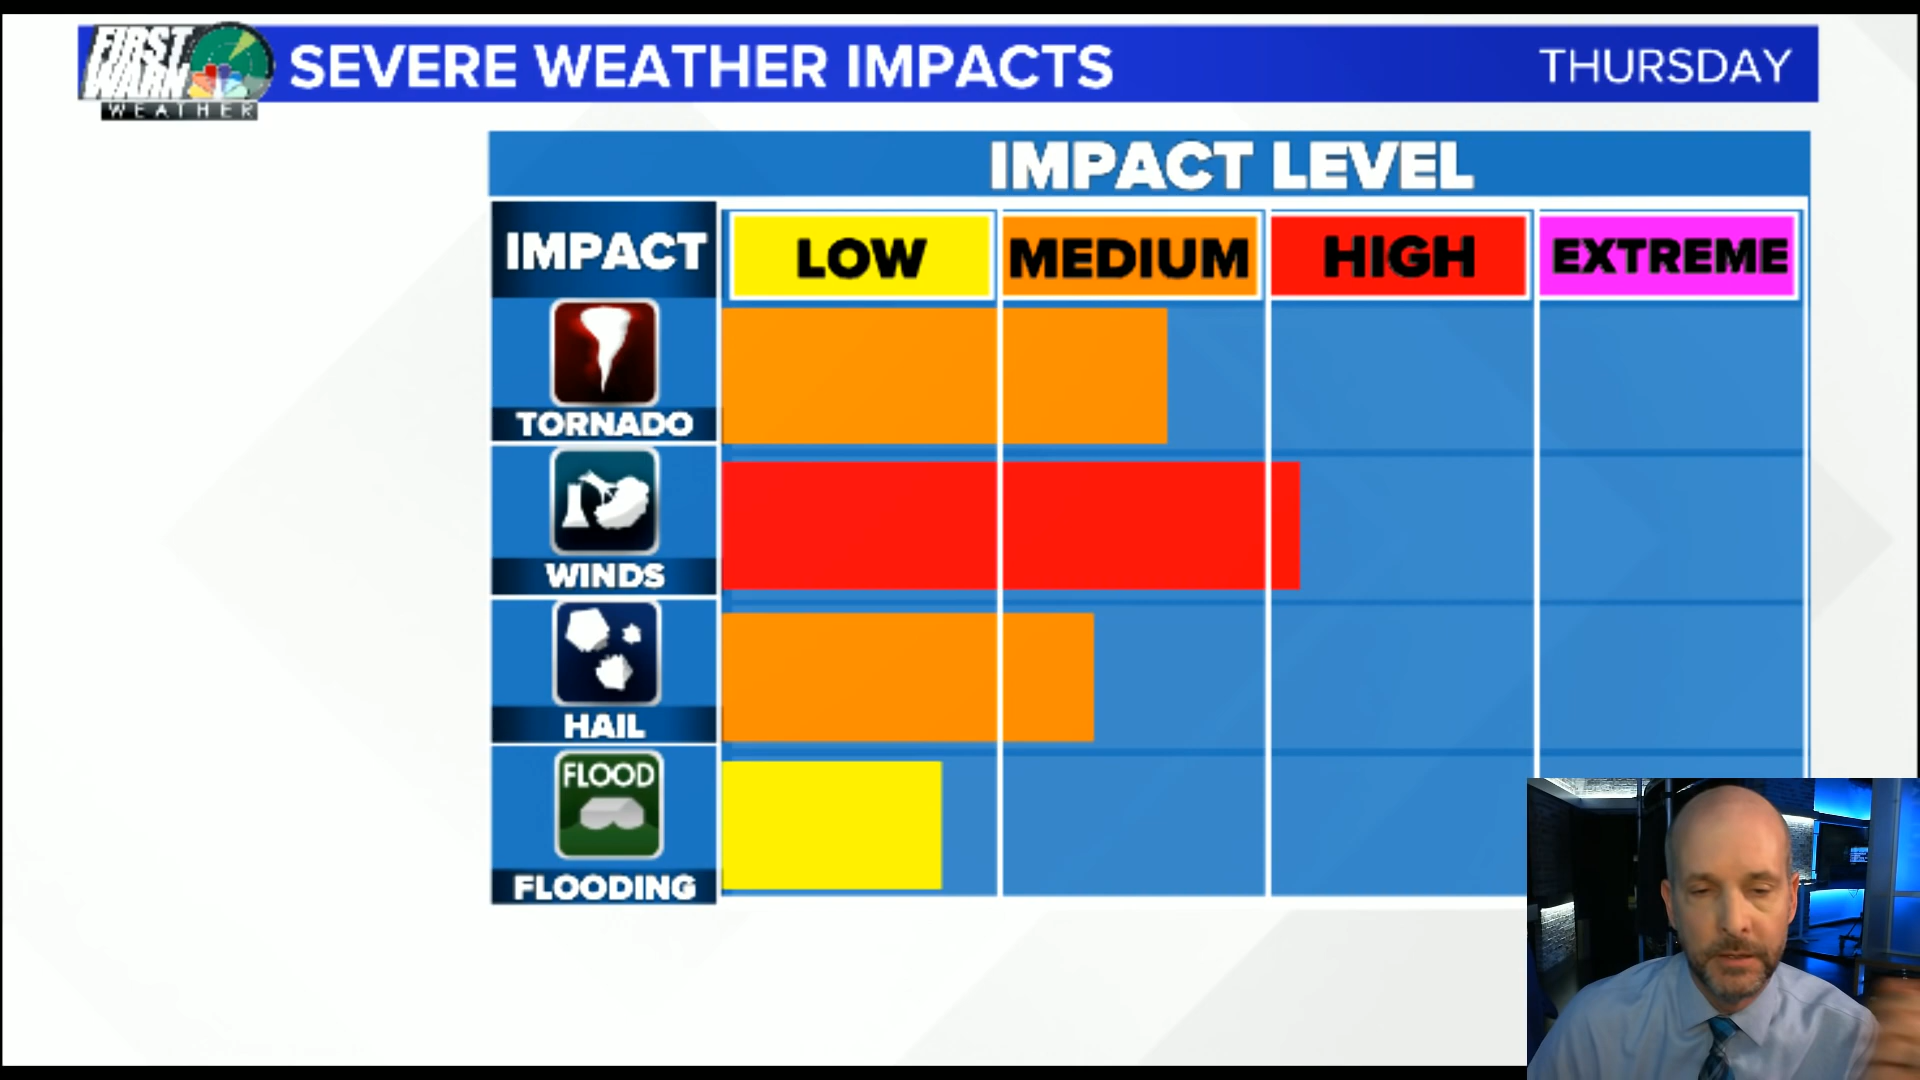 FIRST
WARN
WEATHER
SEVERE WEATHER IMPACTS
THURSDAY
IMPACT LEVEL
IMPACT
LOW
MEDIUM
HIGH
EXTREME
TORNADO
WINDS
HAIL
FLOOD
FLOODING